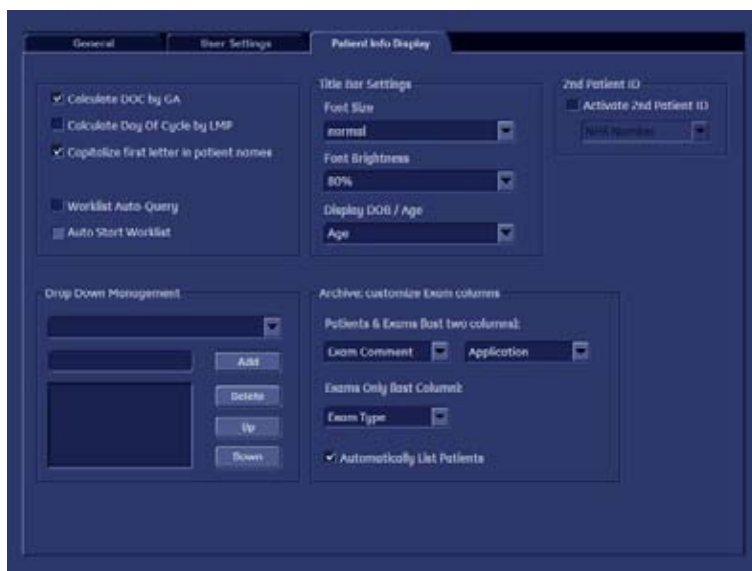 General
User Settings
Patient Info Display
Calculate DOC by GA
Calculate Day Of Cycle by LMP
Capitalize first letter in patient names
Worklist Auto-Query
Auto Start Worklist
Title Bar Settings
Font Size
normal
Font Brightness
80%
Display DOB / Age
Age
2nd Patient ID
Activate 2nd Patient ID
NHS Number
Drop Down Management
Add
Delete
Up
Down
Archive: customize Exam columns
Patients & Exams (last two columns):
Exam Comment
Application
Exams Only (last Column):
Exam Type
Automatically List Patients